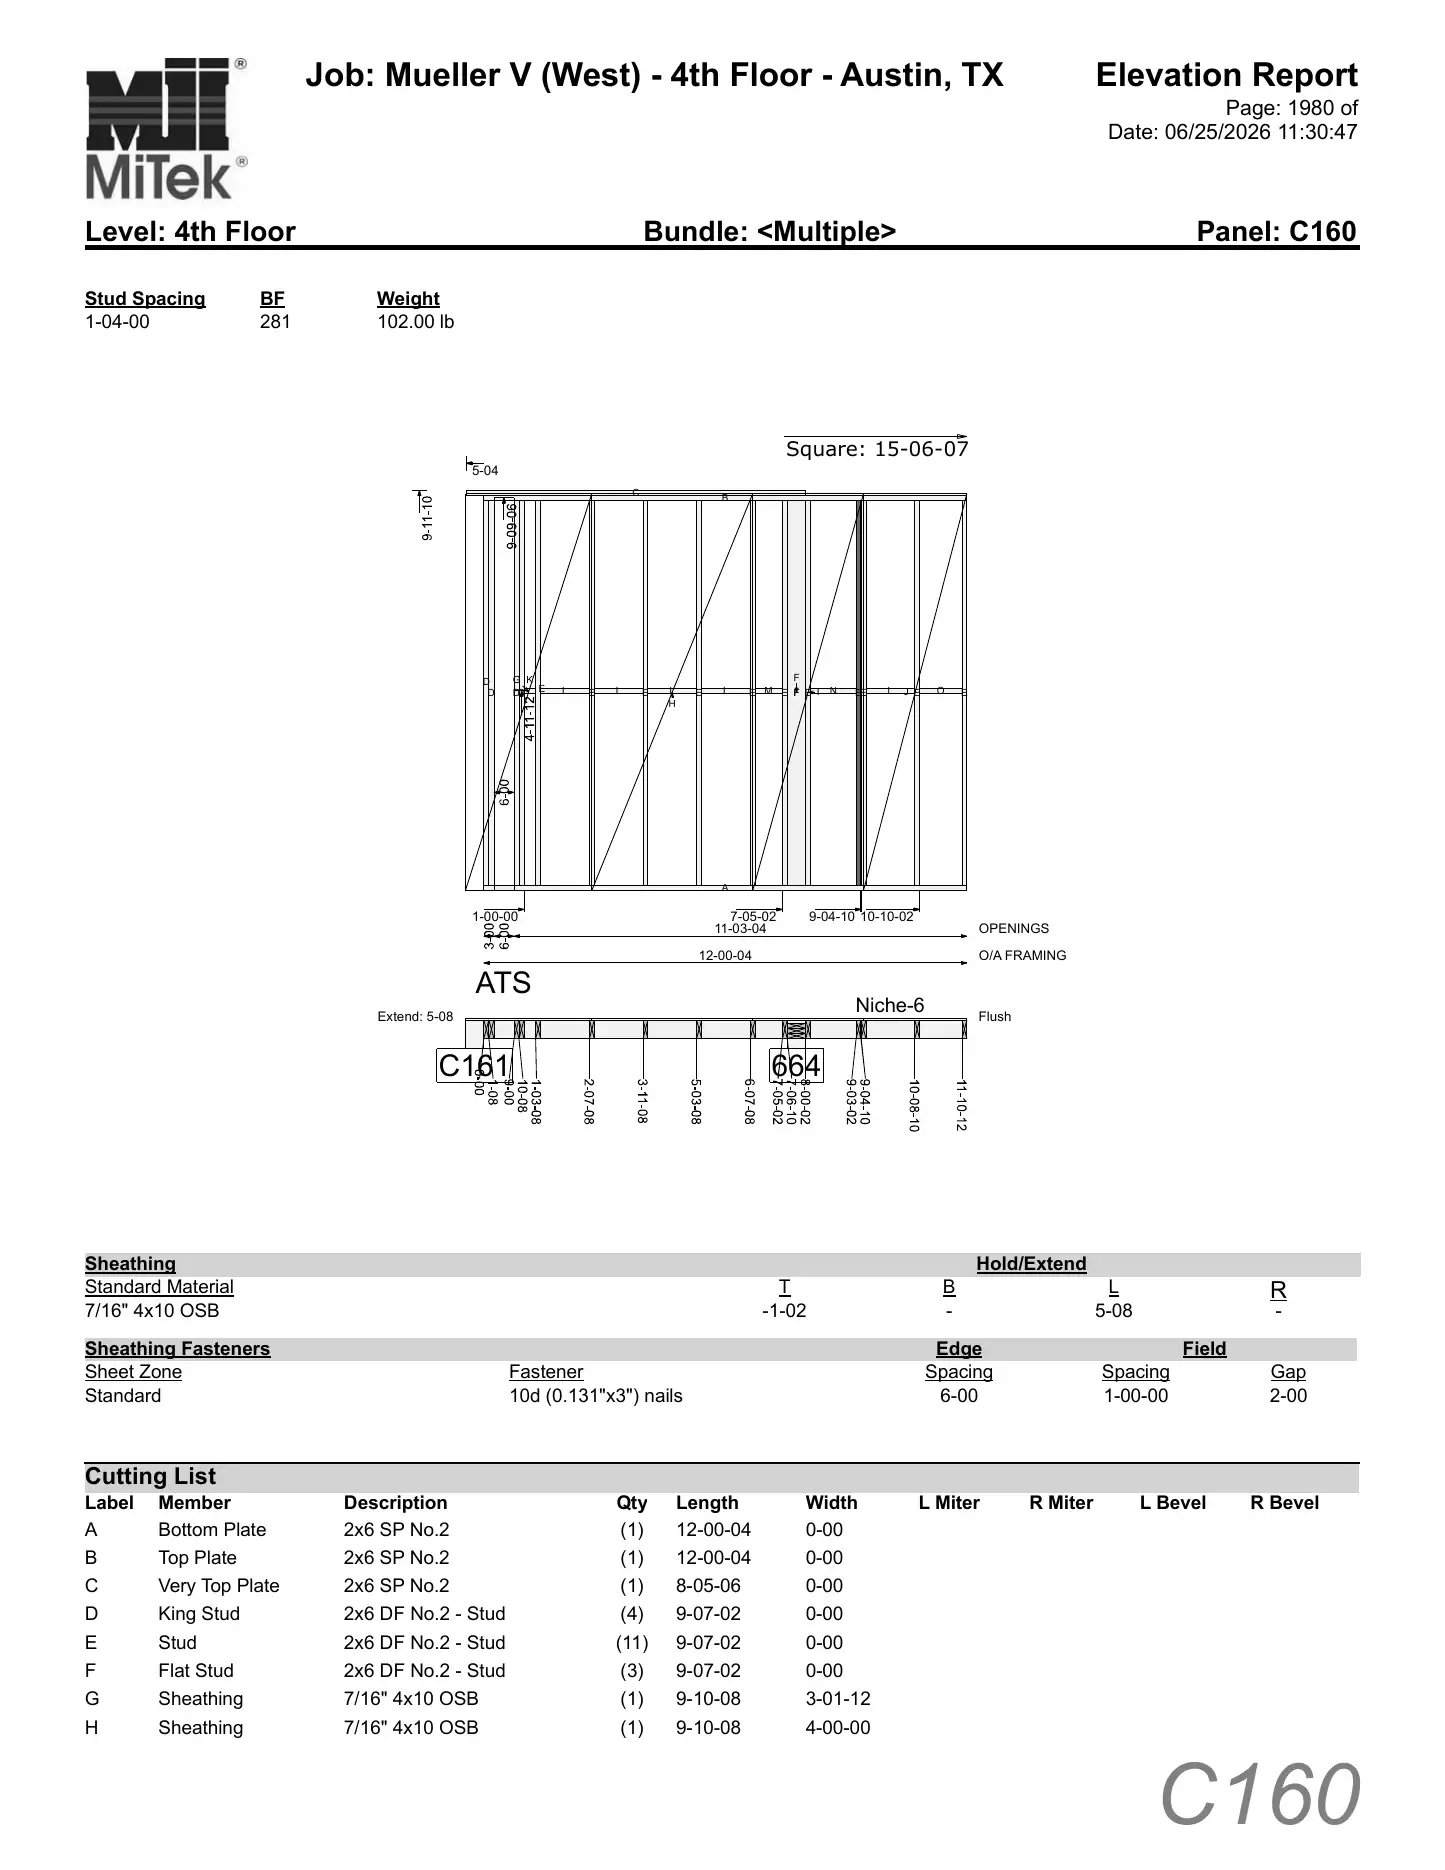 Job: Mueller V (West) - 4th Floor - Austin, TX
Elevation Report
Page: 1980 of
Date: 06/25/2026 11:30:47
MiTek®
Level: 4th Floor Bundle: <Multiple> Panel: C160
Stud Spacing BF Weight
1-04-00 281 102.00 lb
Square: 15-06-07
5-04
C
B
9-11-10
9-09-06
F
D G K
D D E I I I I M F I N I J O
H
4-11-12
6-00
A
1-00-00 7-05-02 9-04-10 10-10-02
3-00 6-00 11-03-04 OPENINGS
12-00-04 O/A FRAMING
ATS
Niche-6
Extend: 5-08 Flush
C161 664
0-00 1-08 9-00 10-08 1-03-08 2-07-08 3-11-08 5-03-08 6-07-08 7-05-02 7-06-10 8-00-02 9-03-02 9-04-10 10-08-10 11-10-12
Sheathing Hold/Extend
Standard Material T B L R
7/16" 4x10 OSB -1-02 - 5-08 -
Sheathing Fasteners Edge Field
Sheet Zone Fastener Spacing Spacing Gap
Standard 10d (0.131"x3") nails 6-00 1-00-00 2-00
Cutting List
Label Member Description Qty Length Width L Miter R Miter L Bevel R Bevel
A Bottom Plate 2x6 SP No.2 (1) 12-00-04 0-00
B Top Plate 2x6 SP No.2 (1) 12-00-04 0-00
C Very Top Plate 2x6 SP No.2 (1) 8-05-06 0-00
D King Stud 2x6 DF No.2 - Stud (4) 9-07-02 0-00
E Stud 2x6 DF No.2 - Stud (11) 9-07-02 0-00
F Flat Stud 2x6 DF No.2 - Stud (3) 9-07-02 0-00
G Sheathing 7/16" 4x10 OSB (1) 9-10-08 3-01-12
H Sheathing 7/16" 4x10 OSB (1) 9-10-08 4-00-00
C160